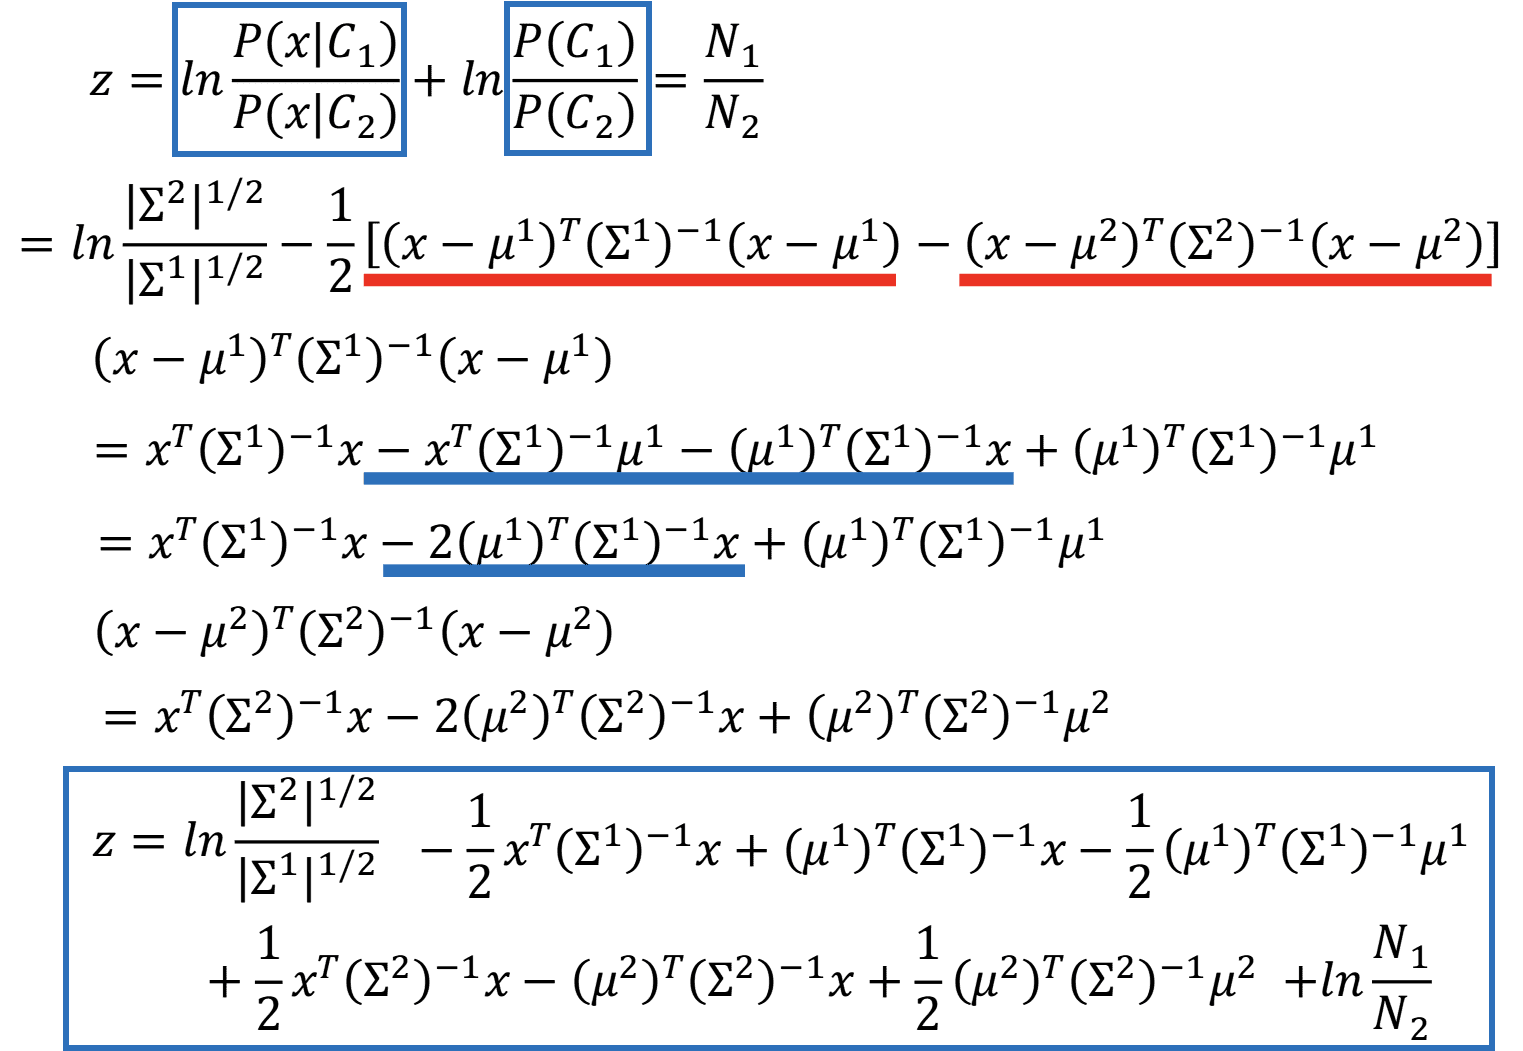 z = ln P(x|C₁)/P(x|C₂) + ln P(C₁)/P(C₂) = N₁/N₂
= ln |Σ²|^{1/2}/|Σ¹|^{1/2} − 1/2 [(x − μ¹)ᵀ(Σ¹)⁻¹(x − μ¹) − (x − μ²)ᵀ(Σ²)⁻¹(x − μ²)]
(x − μ¹)ᵀ(Σ¹)⁻¹(x − μ¹)
= xᵀ(Σ¹)⁻¹x − xᵀ(Σ¹)⁻¹μ¹ − (μ¹)ᵀ(Σ¹)⁻¹x + (μ¹)ᵀ(Σ¹)⁻¹μ¹
= xᵀ(Σ¹)⁻¹x − 2(μ¹)ᵀ(Σ¹)⁻¹x + (μ¹)ᵀ(Σ¹)⁻¹μ¹
(x − μ²)ᵀ(Σ²)⁻¹(x − μ²)
= xᵀ(Σ²)⁻¹x − 2(μ²)ᵀ(Σ²)⁻¹x + (μ²)ᵀ(Σ²)⁻¹μ²
z = ln |Σ²|^{1/2}/|Σ¹|^{1/2} − 1/2 xᵀ(Σ¹)⁻¹x + (μ¹)ᵀ(Σ¹)⁻¹x − 1/2 (μ¹)ᵀ(Σ¹)⁻¹μ¹
+ 1/2 xᵀ(Σ²)⁻¹x − (μ²)ᵀ(Σ²)⁻¹x + 1/2 (μ²)ᵀ(Σ²)⁻¹μ² + ln N₁/N₂